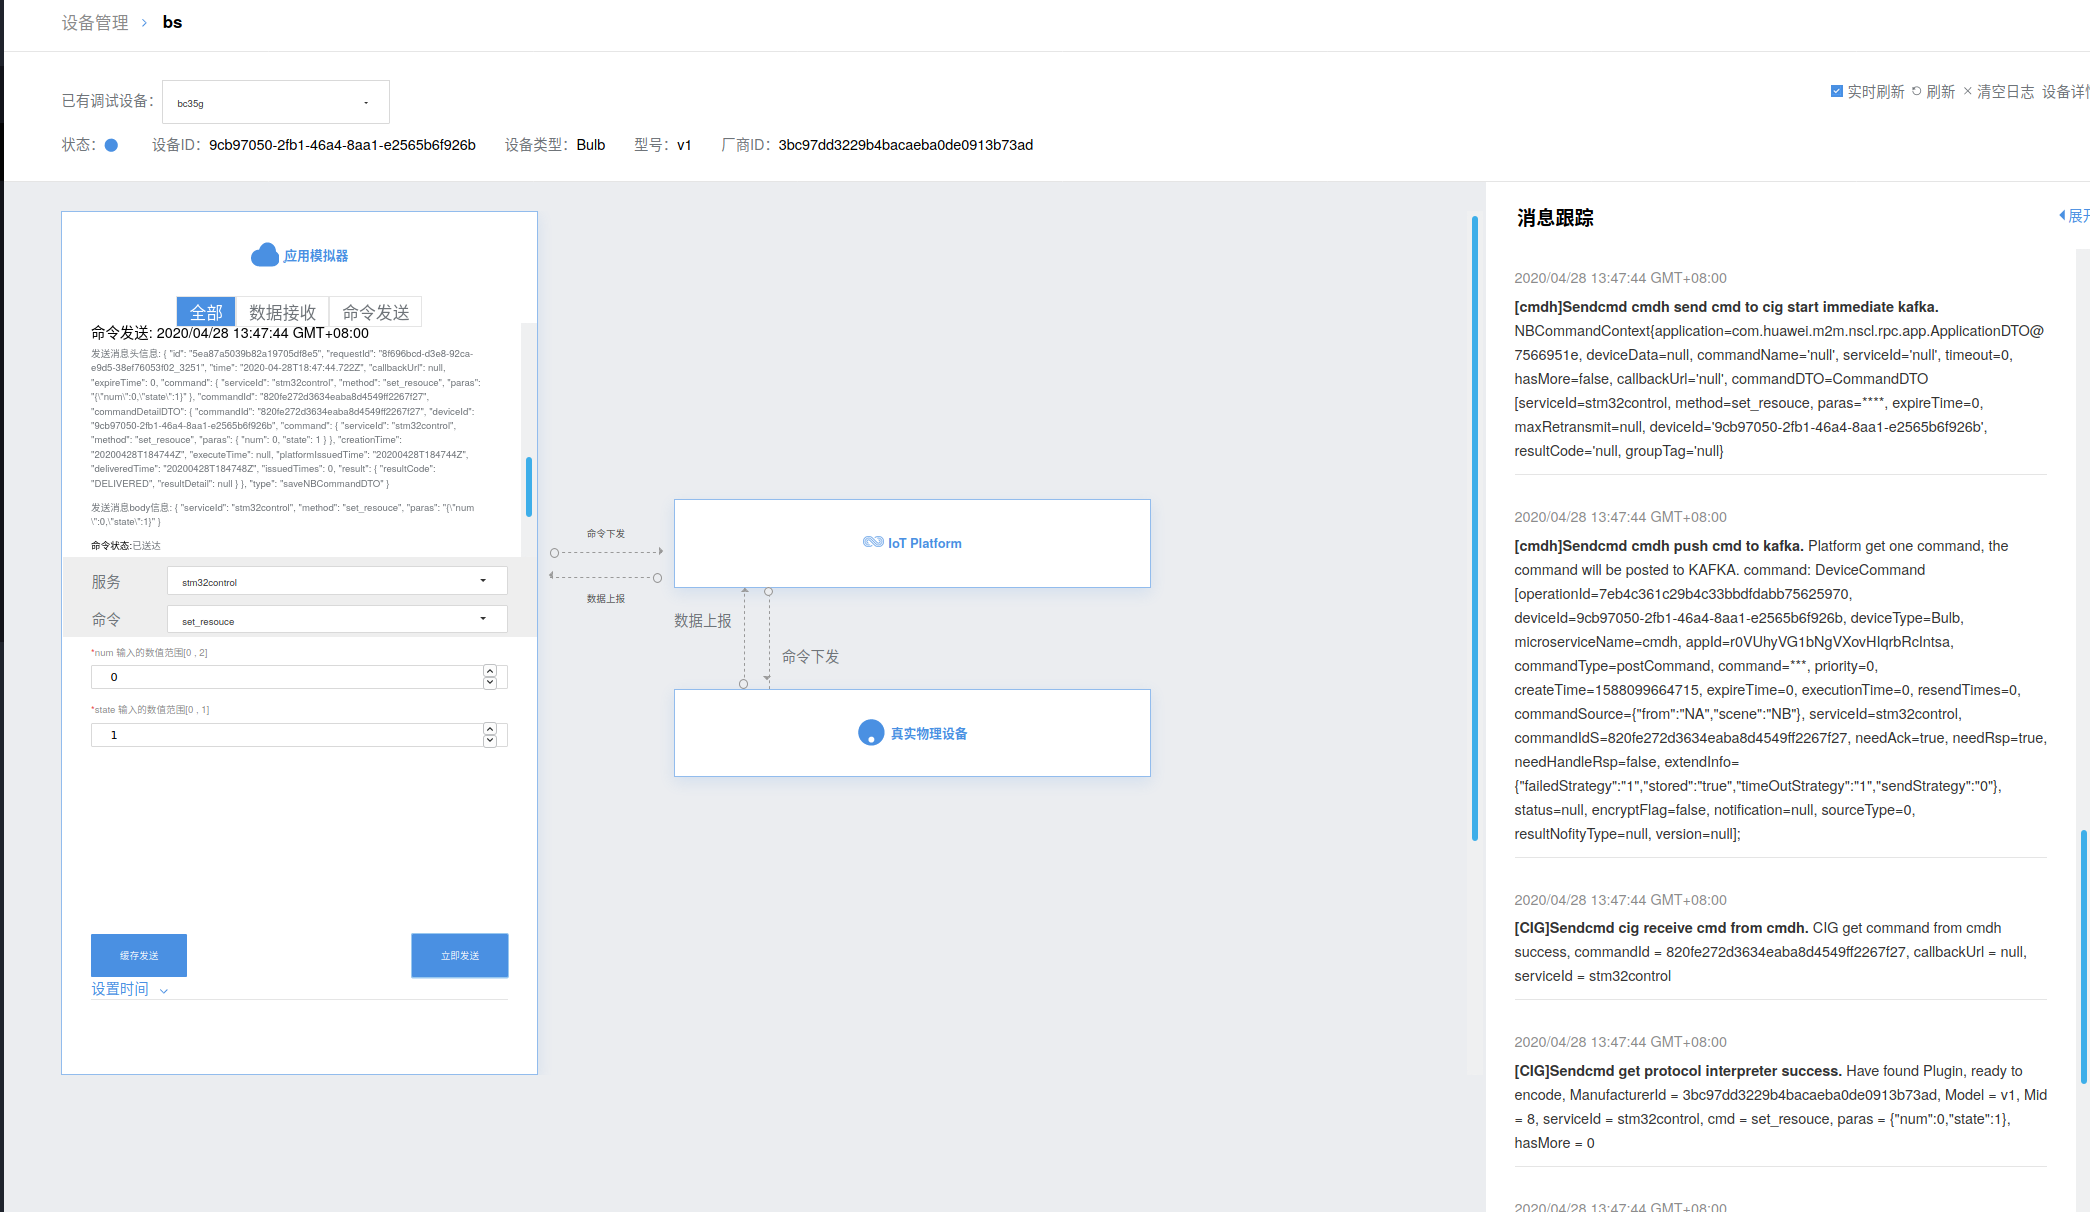 设备管理 > bs
已有调试设备： bc35g
实时刷新 刷新 × 清空日志 设备详
状态： 设备ID： 9cb97050-2fb1-46a4-8aa1-e2565b6f926b 设备类型： Bulb 型号： v1 厂商ID： 3bc97dd3229b4bacaeba0de0913b73ad
应用模拟器
全部 数据接收 命令发送
命令发送: 2020/04/28 13:47:44 GMT+08:00
发送消息头信息: { "id": "5ea87a5039b82a19705df8e5", "requestId": "8f696bcd-d3e8-92ca-
e9d5-38ef76053f02_3251", "time": "2020-04-28T18:47:44.722Z", "callbackUrl": null,
"expireTime": 0, "command": { "serviceId": "stm32control", "method": "set_resouce", "paras":
"{\"num\":0,\"state\":1}" }, "commandId": "820fe272d3634eaba8d4549ff2267f27",
"commandDetailDTO": { "commandId": "820fe272d3634eaba8d4549ff2267f27", "deviceId":
"9cb97050-2fb1-46a4-8aa1-e2565b6f926b", "command": { "serviceId": "stm32control",
"method": "set_resouce", "paras": { "num": 0, "state": 1 } }, "creationTime":
"20200428T184744Z", "executeTime": null, "platformIssuedTime": "20200428T184744Z",
"deliveredTime": "20200428T184748Z", "issuedTimes": 0, "result": { "resultCode":
"DELIVERED", "resultDetail": null } }, "type": "saveNBCommandDTO" }
发送消息body信息: { "serviceId": "stm32control", "method": "set_resouce", "paras": "{\"num
\":0,\"state\":1}" }
命令状态:已送达
服务 stm32control
命令 set_resouce
*num 输入的数值范围[0 , 2]
0
*state 输入的数值范围[0 , 1]
1
缓存发送 立即发送
设置时间
命令下发
数据上报
IoT Platform
数据上报
命令下发
真实物理设备
消息跟踪
展开
2020/04/28 13:47:44 GMT+08:00
[cmdh]Sendcmd cmdh send cmd to cig start immediate kafka.
NBCommandContext{application=com.huawei.m2m.nscl.rpc.app.ApplicationDTO@
7566951e, deviceData=null, commandName='null', serviceId='null', timeout=0,
hasMore=false, callbackUrl='null', commandDTO=CommandDTO
[serviceId=stm32control, method=set_resouce, paras=****, expireTime=0,
maxRetransmit=null, deviceId='9cb97050-2fb1-46a4-8aa1-e2565b6f926b',
resultCode='null, groupTag='null}
2020/04/28 13:47:44 GMT+08:00
[cmdh]Sendcmd cmdh push cmd to kafka. Platform get one command, the
command will be posted to KAFKA. command: DeviceCommand
[operationId=7eb4c361c29b4c33bbdfdabb75625970,
deviceId=9cb97050-2fb1-46a4-8aa1-e2565b6f926b, deviceType=Bulb,
microserviceName=cmdh, appId=r0VUhyVG1bNgVXovHIqrbRcIntsa,
commandType=postCommand, command=***, priority=0,
createTime=1588099664715, expireTime=0, executionTime=0, resendTimes=0,
commandSource={"from":"NA","scene":"NB"}, serviceId=stm32control,
commandIdS=820fe272d3634eaba8d4549ff2267f27, needAck=true, needRsp=true,
needHandleRsp=false, extendInfo=
{"failedStrategy":"1","stored":"true","timeOutStrategy":"1","sendStrategy":"0"},
status=null, encryptFlag=false, notification=null, sourceType=0,
resultNofityType=null, version=null];
2020/04/28 13:47:44 GMT+08:00
[CIG]Sendcmd cig receive cmd from cmdh. CIG get command from cmdh
success, commandId = 820fe272d3634eaba8d4549ff2267f27, callbackUrl = null,
serviceId = stm32control
2020/04/28 13:47:44 GMT+08:00
[CIG]Sendcmd get protocol interpreter success. Have found Plugin, ready to
encode, ManufacturerId = 3bc97dd3229b4bacaeba0de0913b73ad, Model = v1, Mid
= 8, serviceId = stm32control, cmd = set_resouce, paras = {"num":0,"state":1},
hasMore = 0
2020/04/28 13:47:44 GMT+08:00